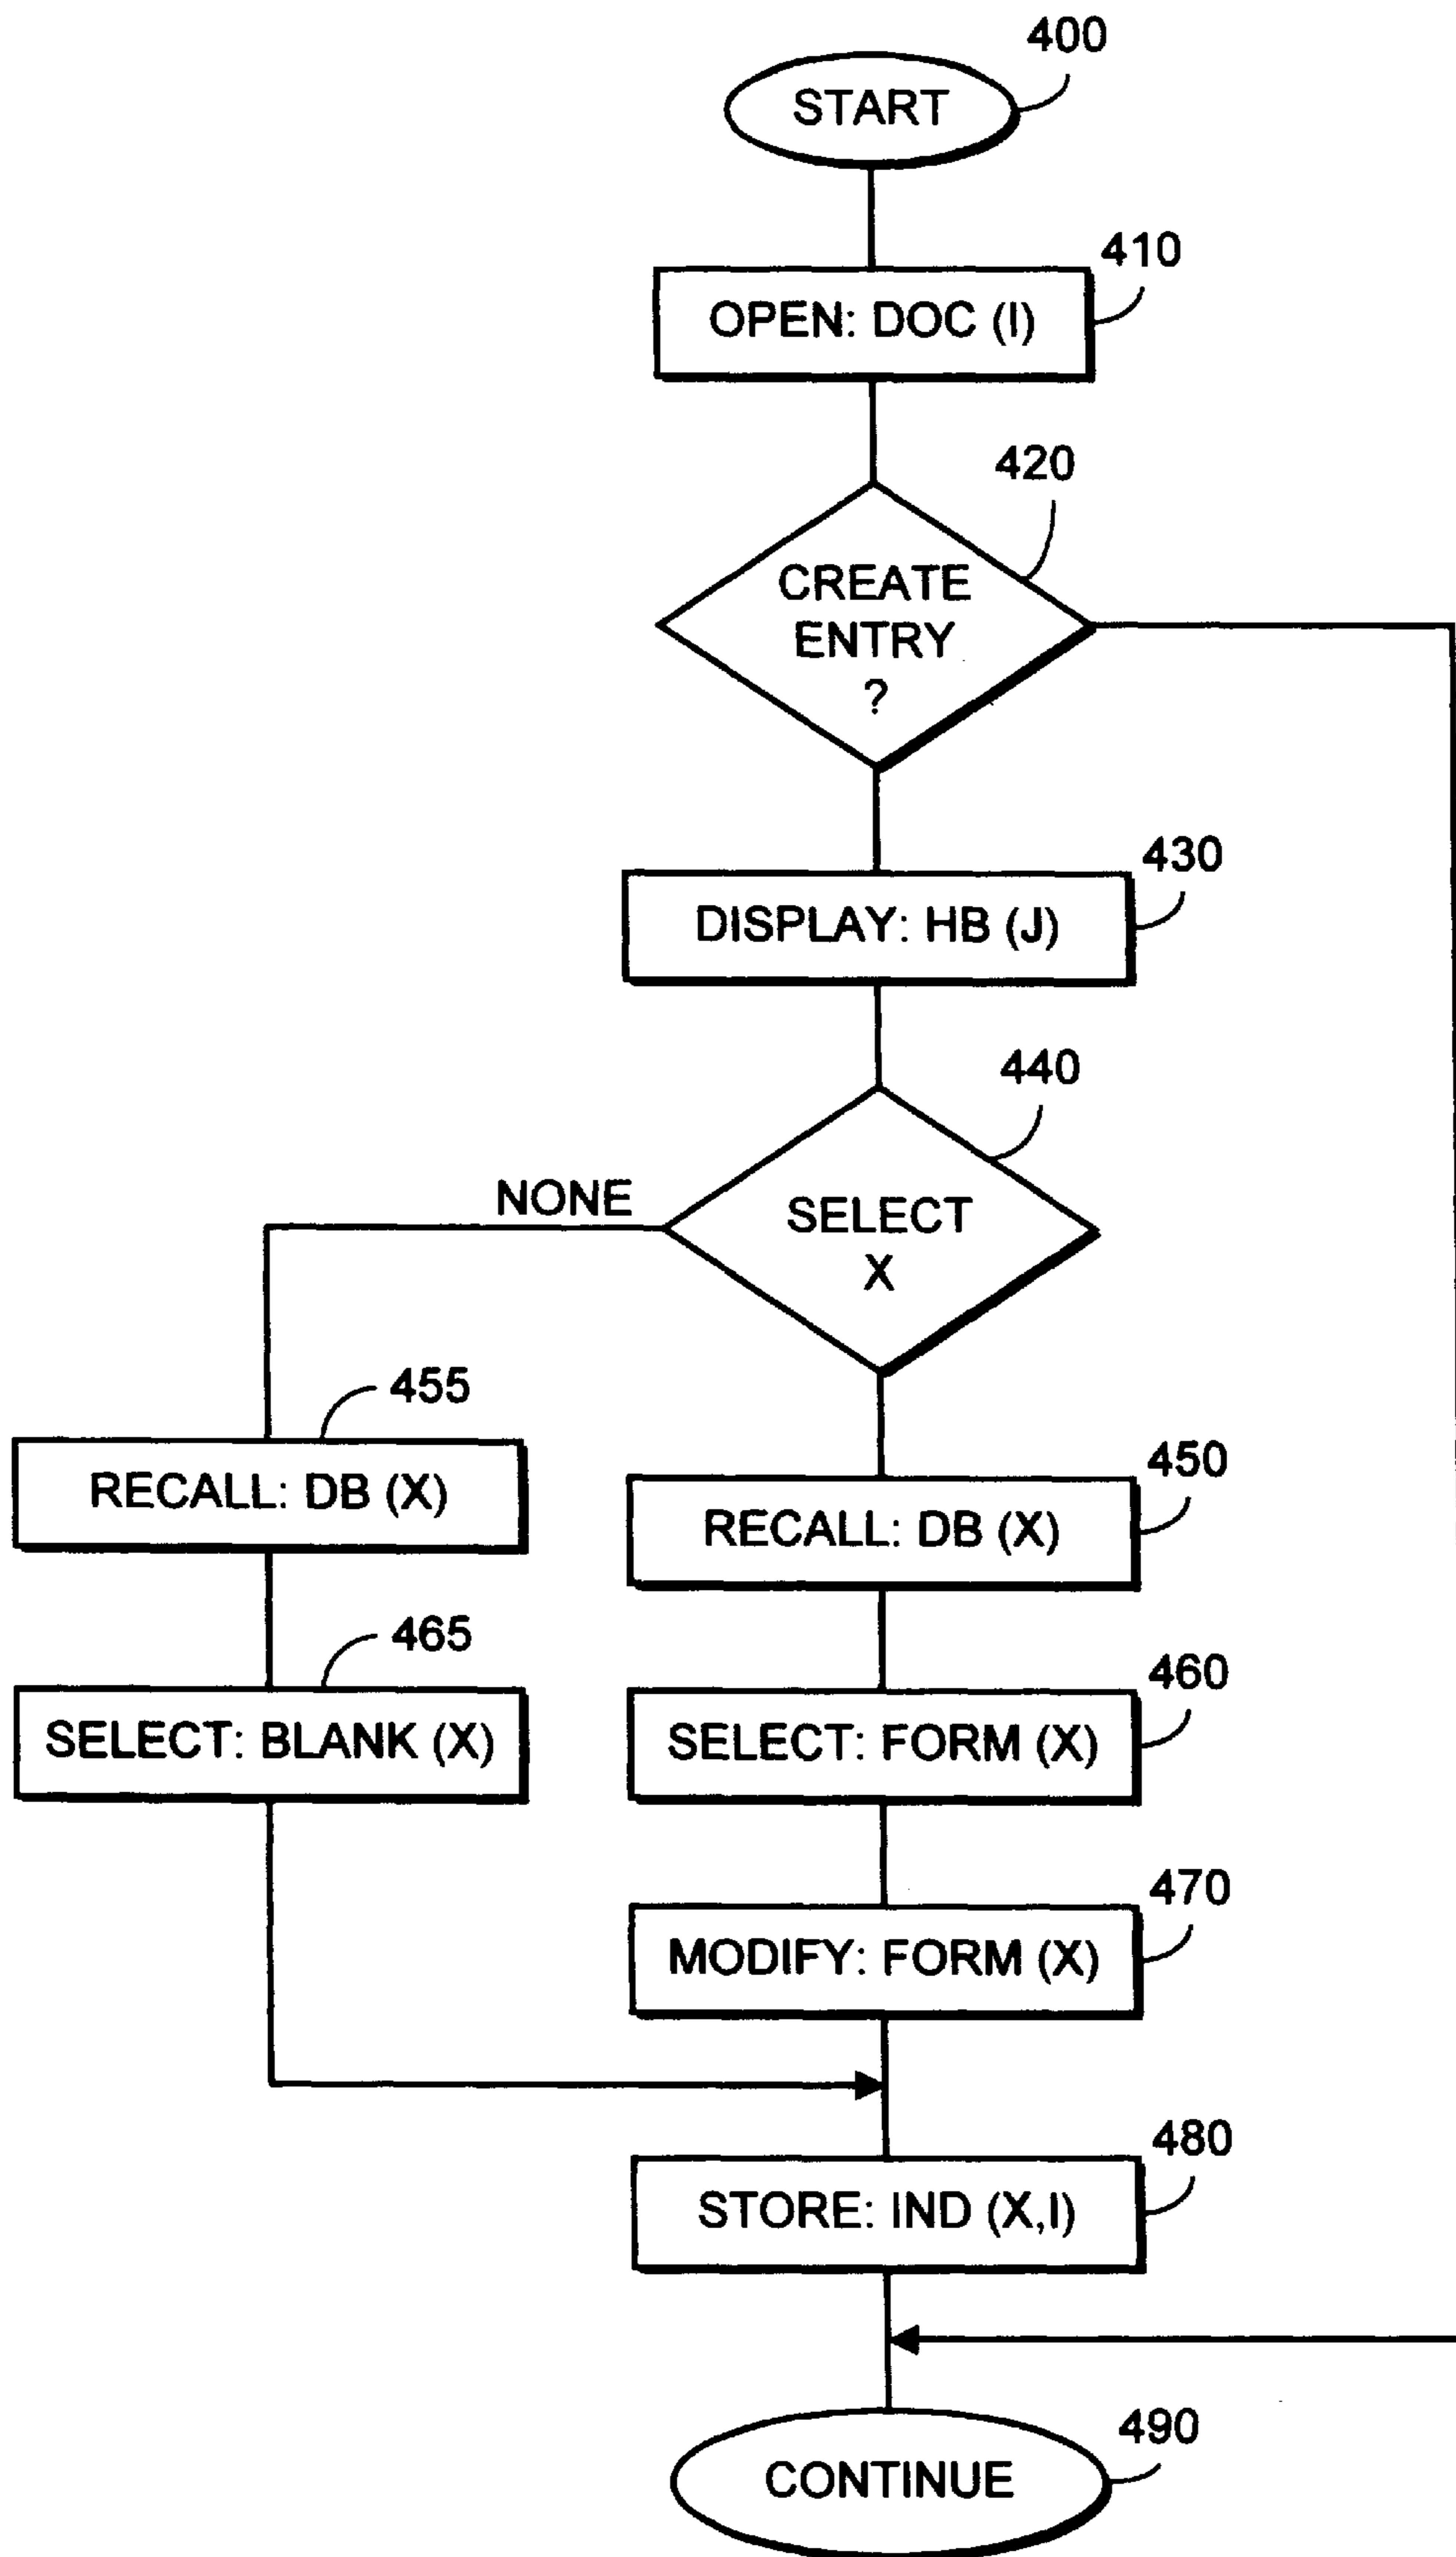 400
START
410
OPEN: DOC (I)
420
CREATE
ENTRY
?
430
DISPLAY: HB (J)
440
NONE
SELECT
X
455
RECALL: DB (X)
450
RECALL: DB (X)
465
SELECT: BLANK (X)
460
SELECT: FORM (X)
470
MODIFY: FORM (X)
480
STORE: IND (X,I)
490
CONTINUE